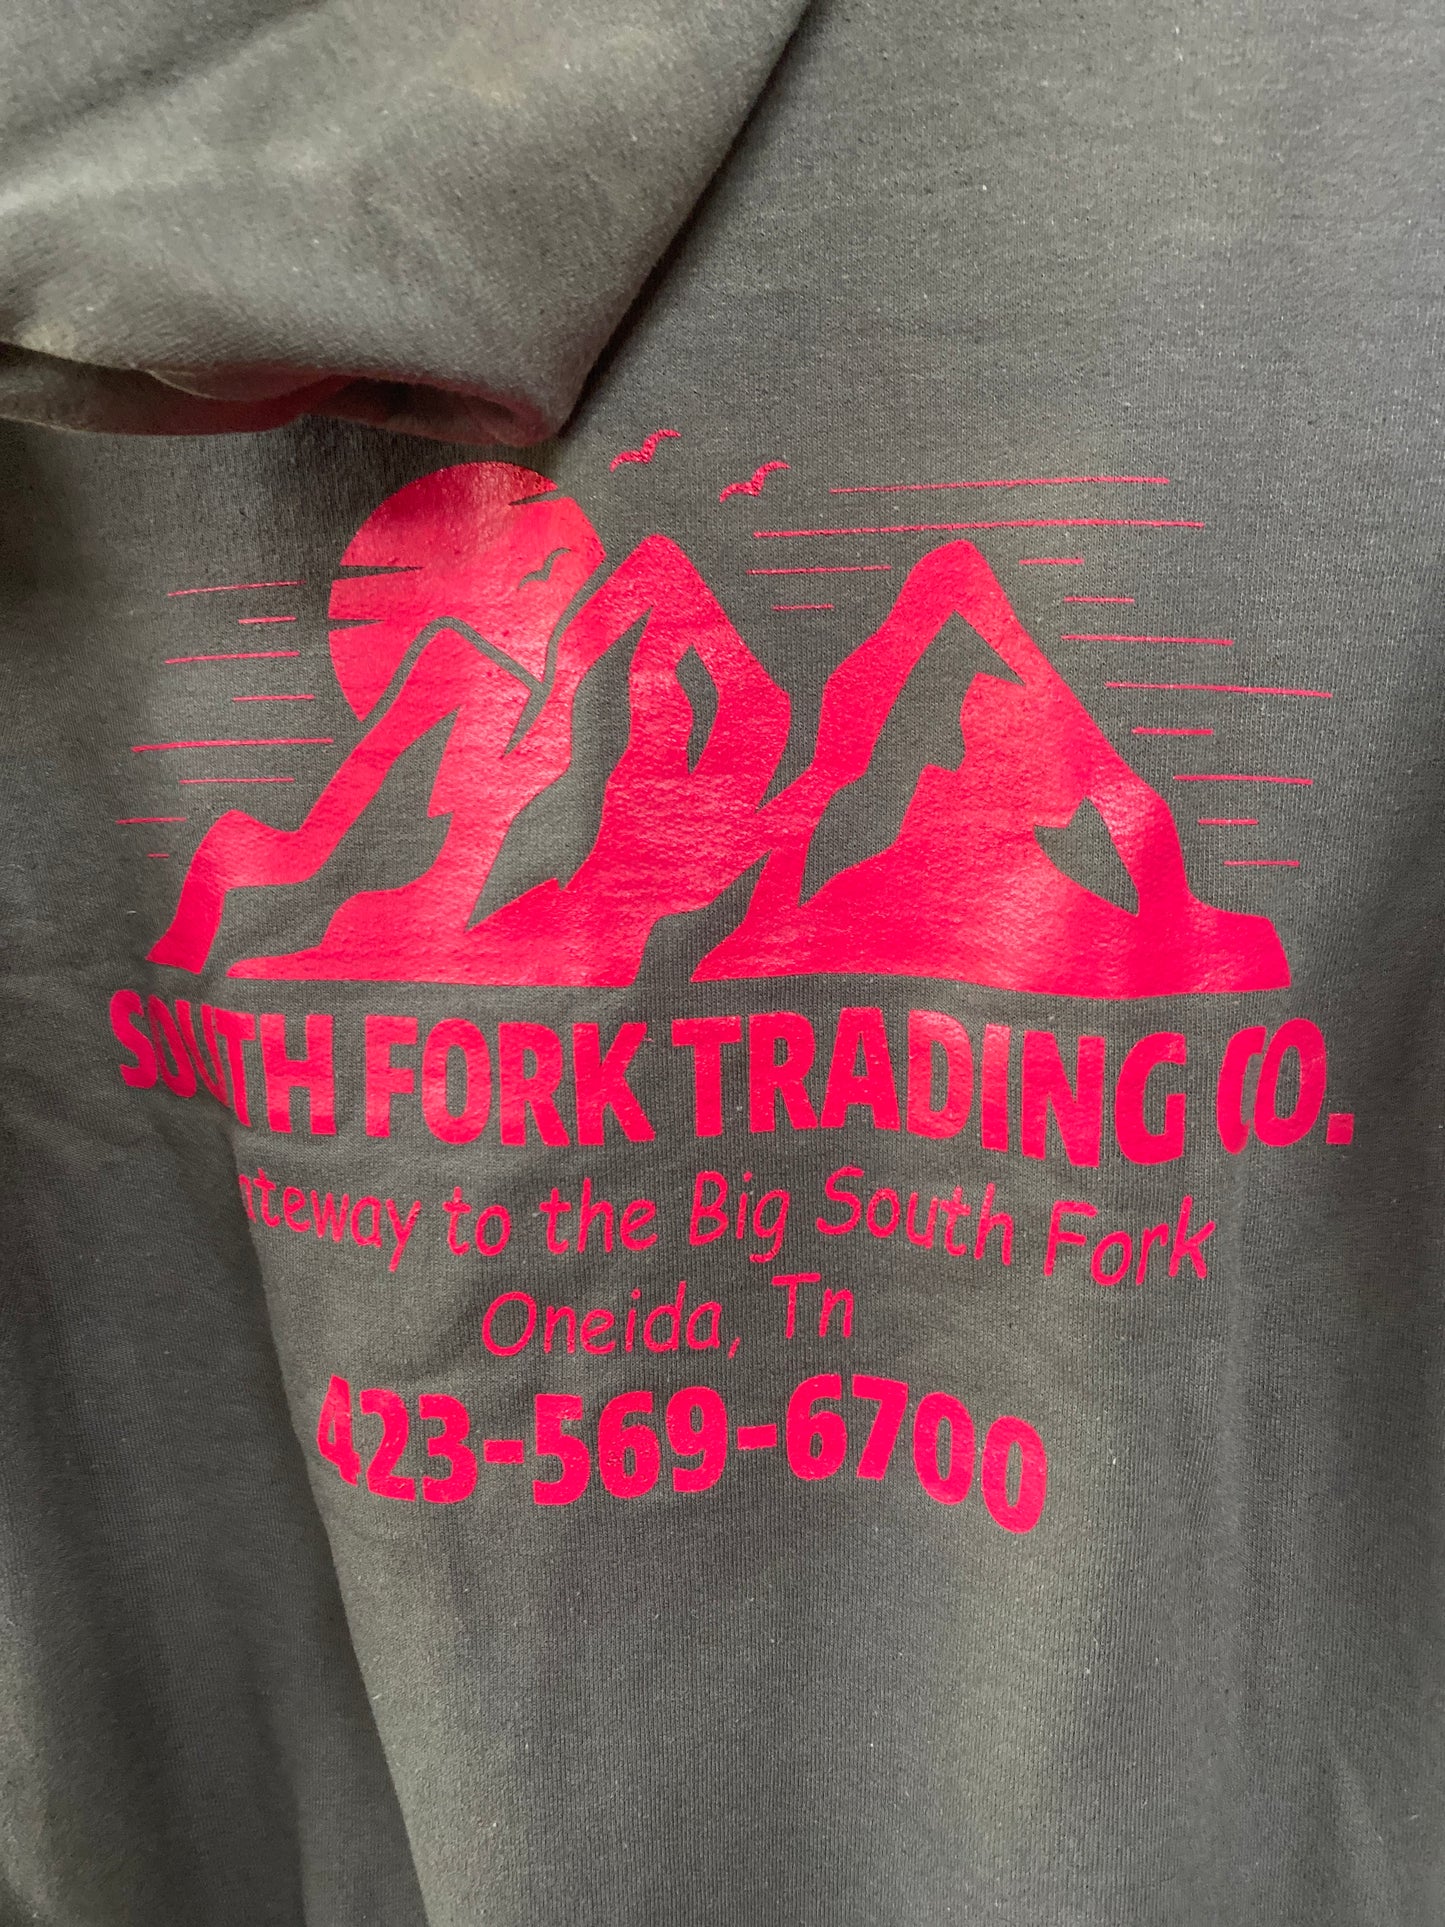 SOUTH FORK TRADING CO.
ateway to the Big South Fork
Oneida, Tn
423-569-6700